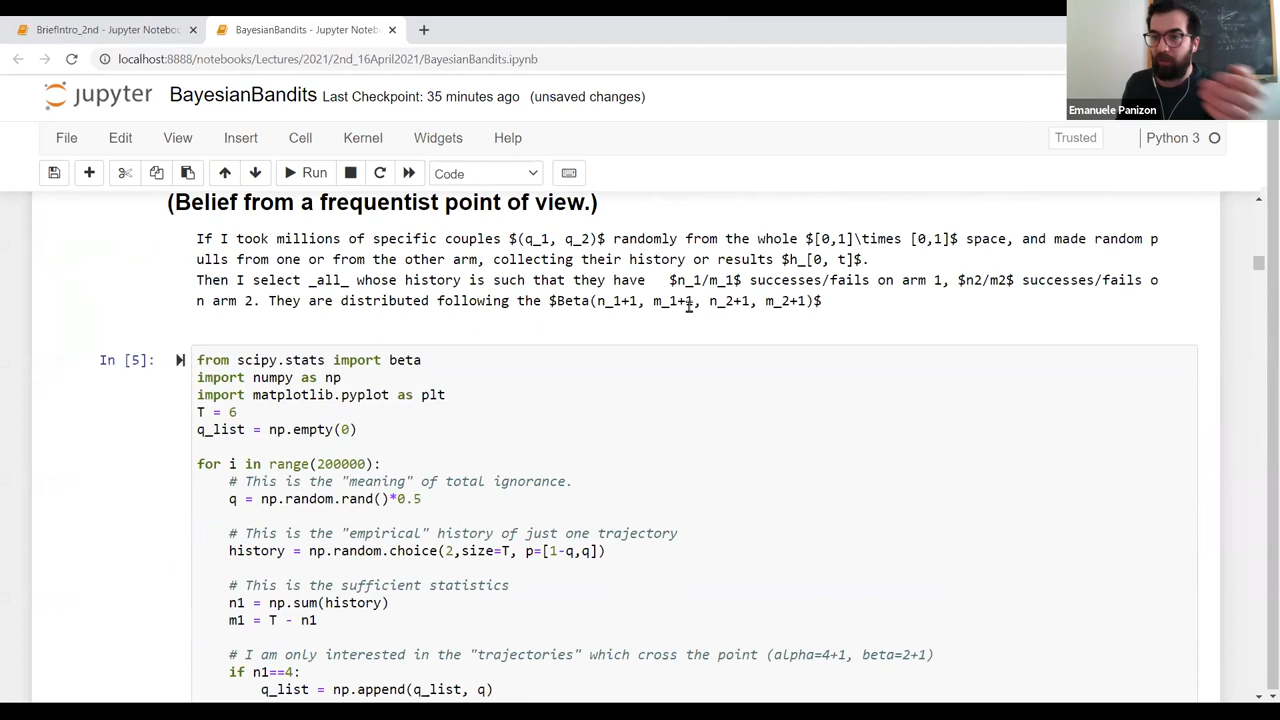 BriefIntro_2nd - Jupyter Notebook
BayesianBandits - Jupyter Noteb
localhost:8888/notebooks/Lectures/2021/2nd_16April2021/BayesianBandits.ipynb
Emanuele Panizon
jupyter BayesianBandits Last Checkpoint: 35 minutes ago (unsaved changes)
File Edit View Insert Cell Kernel Widgets Help Trusted Python 3
Run Code
(Belief from a frequentist point of view.)
If I took millions of specific couples $(q_1, q_2)$ randomly from the whole $[0,1]\times [0,1]$ space, and made random p
ulls from one or from the other arm, collecting their history or results $h_[0, t]$.
Then I select _all_ whose history is such that they have   $n_1/m_1$ successes/fails on arm 1, $n2/m2$ successes/fails o
n arm 2. They are distributed following the $Beta(n_1+1, m_1+1, n_2+1, m_2+1)$
In [5]:
from scipy.stats import beta
import numpy as np
import matplotlib.pyplot as plt
T = 6
q_list = np.empty(0)
for i in range(200000):
    # This is the "meaning" of total ignorance.
    q = np.random.rand()*0.5
    # This is the "empirical" history of just one trajectory
    history = np.random.choice(2,size=T, p=[1-q,q])
    # This is the sufficient statistics
    n1 = np.sum(history)
    m1 = T - n1
    # I am only interested in the "trajectories" which cross the point (alpha=4+1, beta=2+1)
    if n1==4:
        q_list = np.append(q_list, q)